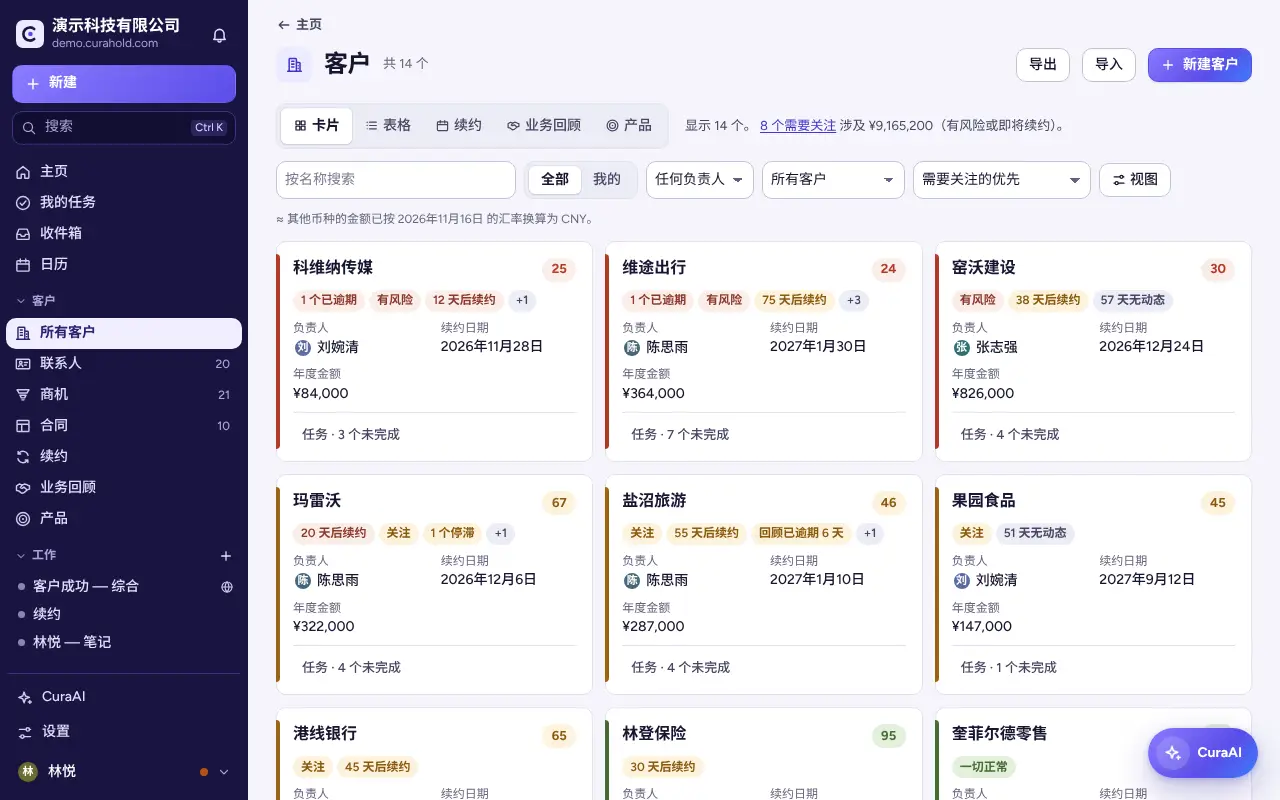 演示科技有限公司
demo.curahold.com
新建
搜索 Ctrl K
主页
我的任务
收件箱
日历
客户
所有客户
联系人 20
商机 21
合同 10
续约
业务回顾
产品
工作
客户成功 — 综合
续约
林悦 — 笔记
CuraAI
设置
林 林悦
主页
客户 共 14 个
导出 导入 新建客户
卡片 表格 续约 业务回顾 产品 显示 14 个。 8 个需要关注 涉及 ¥9,165,200（有风险或即将续约）。
按名称搜索 全部 我的 任何负责人 所有客户 需要关注的优先 视图
≈ 其他币种的金额已按 2026年11月16日 的汇率换算为 CNY。
科维纳传媒 25
1 个已逾期 有风险 12 天后续约 +1
负责人 续约日期
刘 刘婉清 2026年11月28日
年度金额
¥84,000
任务 · 3 个未完成
维途出行 24
1 个已逾期 有风险 75 天后续约 +3
负责人 续约日期
陈 陈思雨 2027年1月30日
年度金额
¥364,000
任务 · 7 个未完成
窑沃建设 30
有风险 38 天后续约 57 天无动态
负责人 续约日期
张 张志强 2026年12月24日
年度金额
¥826,000
任务 · 4 个未完成
玛雷沃 67
20 天后续约 关注 1 个停滞 +1
负责人 续约日期
陈 陈思雨 2026年12月6日
年度金额
¥322,000
任务 · 4 个未完成
盐沼旅游 46
关注 55 天后续约 回顾已逾期 6 天 +1
负责人 续约日期
陈 陈思雨 2027年1月10日
年度金额
¥287,000
任务 · 4 个未完成
果园食品 45
关注 51 天无动态
负责人 续约日期
刘 刘婉清 2027年9月12日
年度金额
¥147,000
任务 · 1 个未完成
港线银行 65
关注 45 天后续约
负责人 续约日期
林登保险 95
30 天后续约
负责人 续约日期
奎菲尔德零售
一切正常
负责人 续约日期
CuraAI